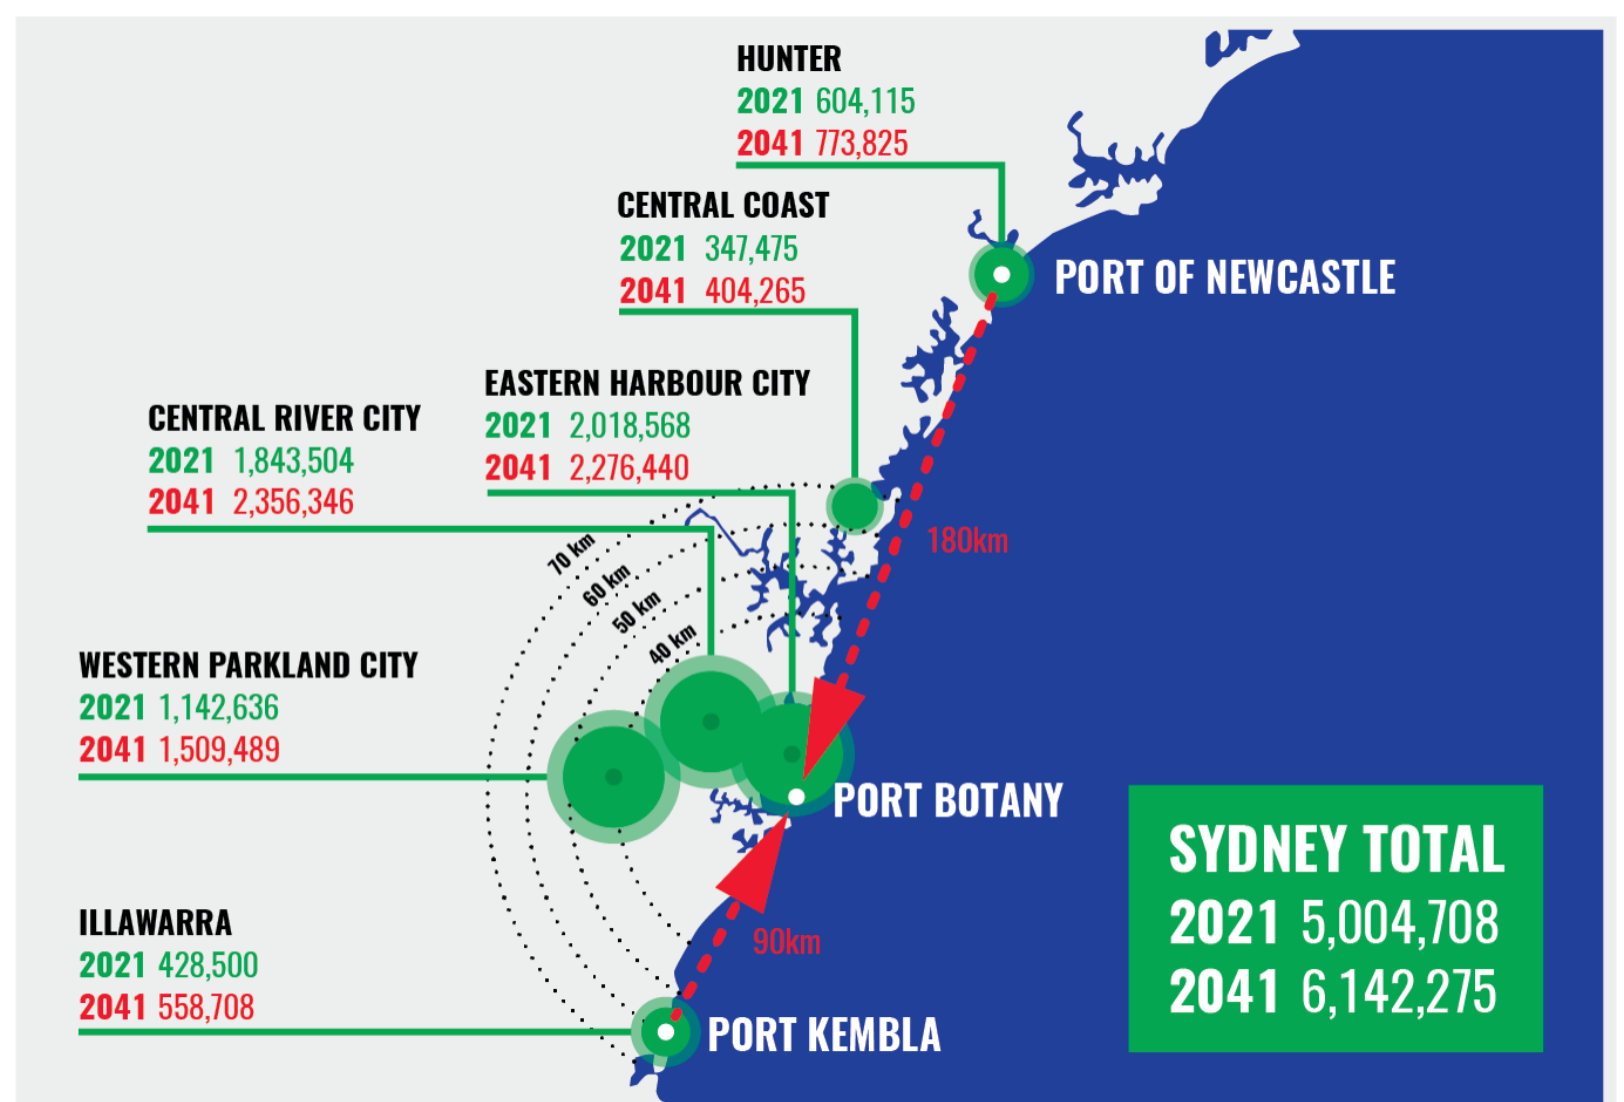 HUNTER
2021 604,115
2041 773,825
CENTRAL COAST
2021 347,475
2041 404,265
PORT OF NEWCASTLE
EASTERN HARBOUR CITY
2021 2,018,568
2041 2,276,440
CENTRAL RIVER CITY
2021 1,843,504
2041 2,356,346
180km
70 km
60 km
50 km
40 km
WESTERN PARKLAND CITY
2021 1,142,636
2041 1,509,489
PORT BOTANY
SYDNEY TOTAL
2021 5,004,708
2041 6,142,275
ILLAWARRA
2021 428,500
2041 558,708
90km
PORT KEMBLA